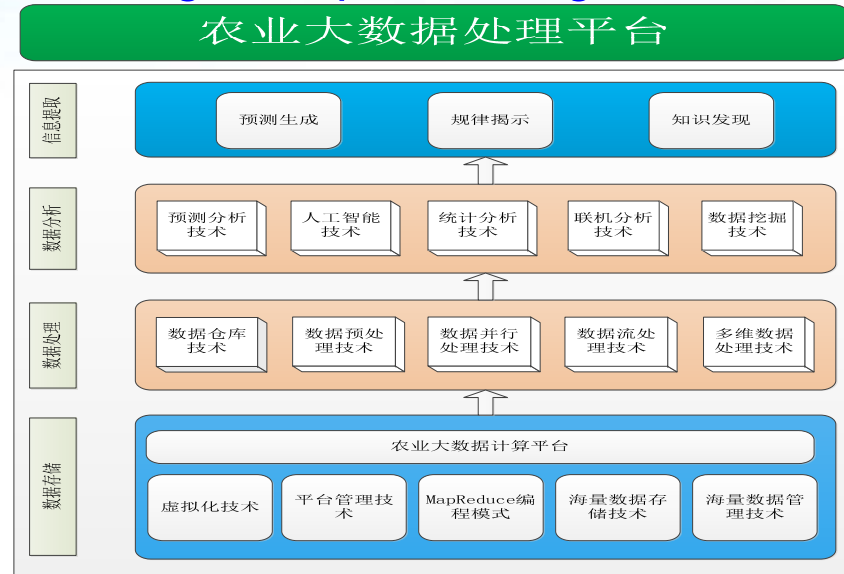 农业大数据处理平台
信息提取
预测生成
规律揭示
知识发现
数据分析
预测分析
技术
人工智能
技术
统计分析
技术
联机分析
技术
数据挖掘
技术
数据处理
数据仓库
技术
数据预处
理技术
数据并行
处理技术
数据流处
理技术
多维数据
处理技术
数据存储
农业大数据计算平台
虚拟化技术
平台管理技
术
MapReduce编
程模式
海量数据存
储技术
海量数据管
理技术